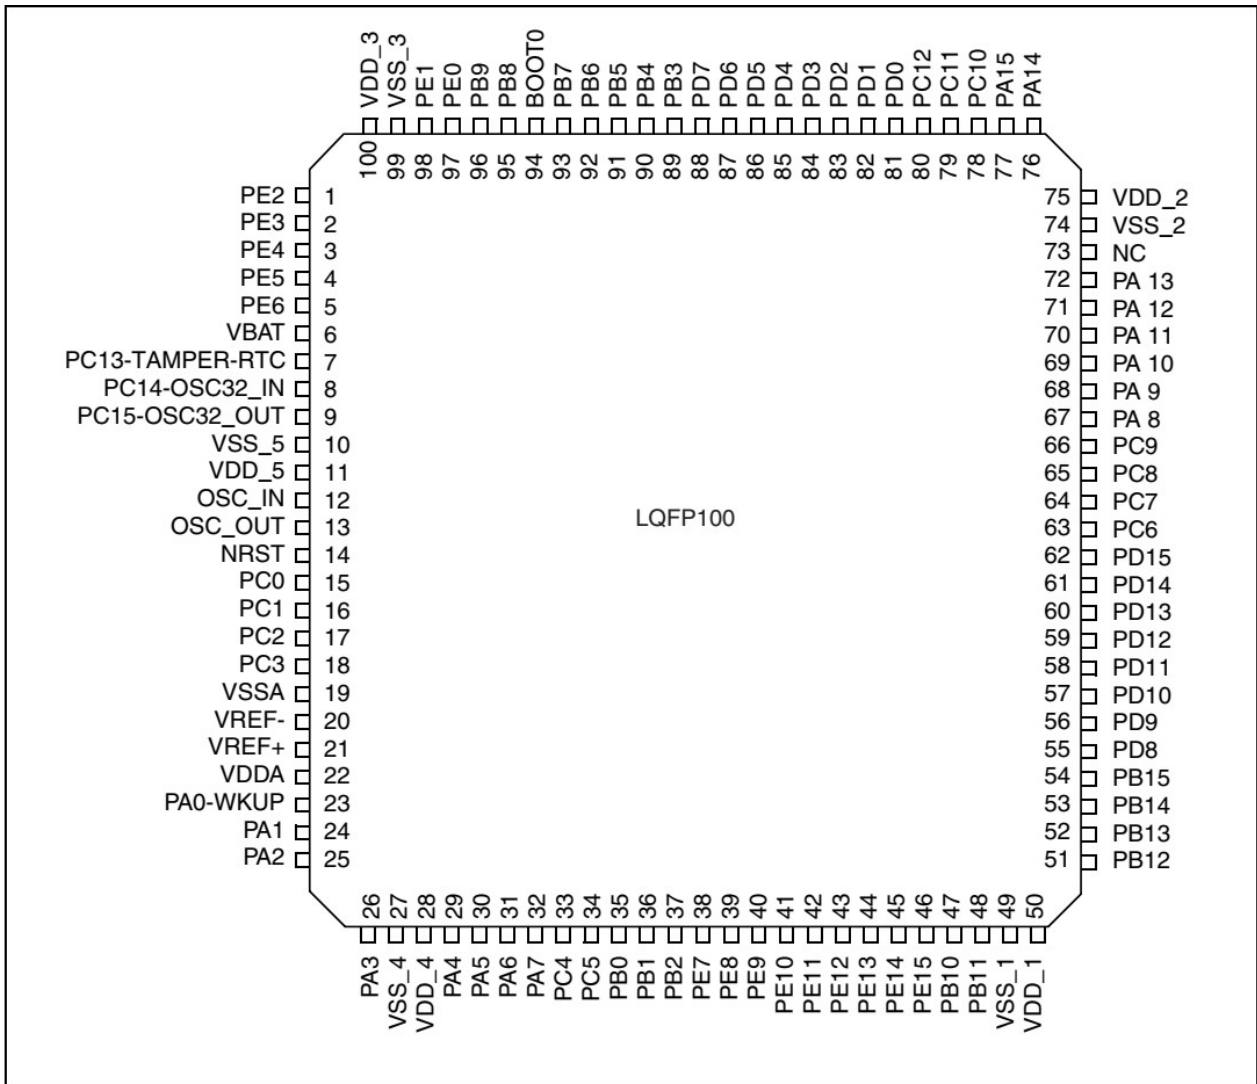 VDD_3
VSS_3
PE1
PE0
PB9
PB8
BOOT0
PB7
PB6
PB5
PB4
PB3
PD7
PD6
PD5
PD4
PD3
PD2
PD1
PD0
PC12
PC11
PC10
PA15
PA14
100
99
98
97
96
95
94
93
92
91
90
89
88
87
86
85
84
83
82
81
80
79
78
77
76
PE2 1
PE3 2
PE4 3
PE5 4
PE6 5
VBAT 6
PC13-TAMPER-RTC 7
PC14-OSC32_IN 8
PC15-OSC32_OUT 9
VSS_5 10
VDD_5 11
OSC_IN 12
OSC_OUT 13
NRST 14
PC0 15
PC1 16
PC2 17
PC3 18
VSSA 19
VREF- 20
VREF+ 21
VDDA 22
PA0-WKUP 23
PA1 24
PA2 25
LQFP100
75 VDD_2
74 VSS_2
73 NC
72 PA 13
71 PA 12
70 PA 11
69 PA 10
68 PA 9
67 PA 8
66 PC9
65 PC8
64 PC7
63 PC6
62 PD15
61 PD14
60 PD13
59 PD12
58 PD11
57 PD10
56 PD9
55 PD8
54 PB15
53 PB14
52 PB13
51 PB12
26
27
28
29
30
31
32
33
34
35
36
37
38
39
40
41
42
43
44
45
46
47
48
49
50
PA3
VSS_4
VDD_4
PA4
PA5
PA6
PA7
PC4
PC5
PB0
PB1
PB2
PE7
PE8
PE9
PE10
PE11
PE12
PE13
PE14
PE15
PB10
PB11
VSS_1
VDD_1